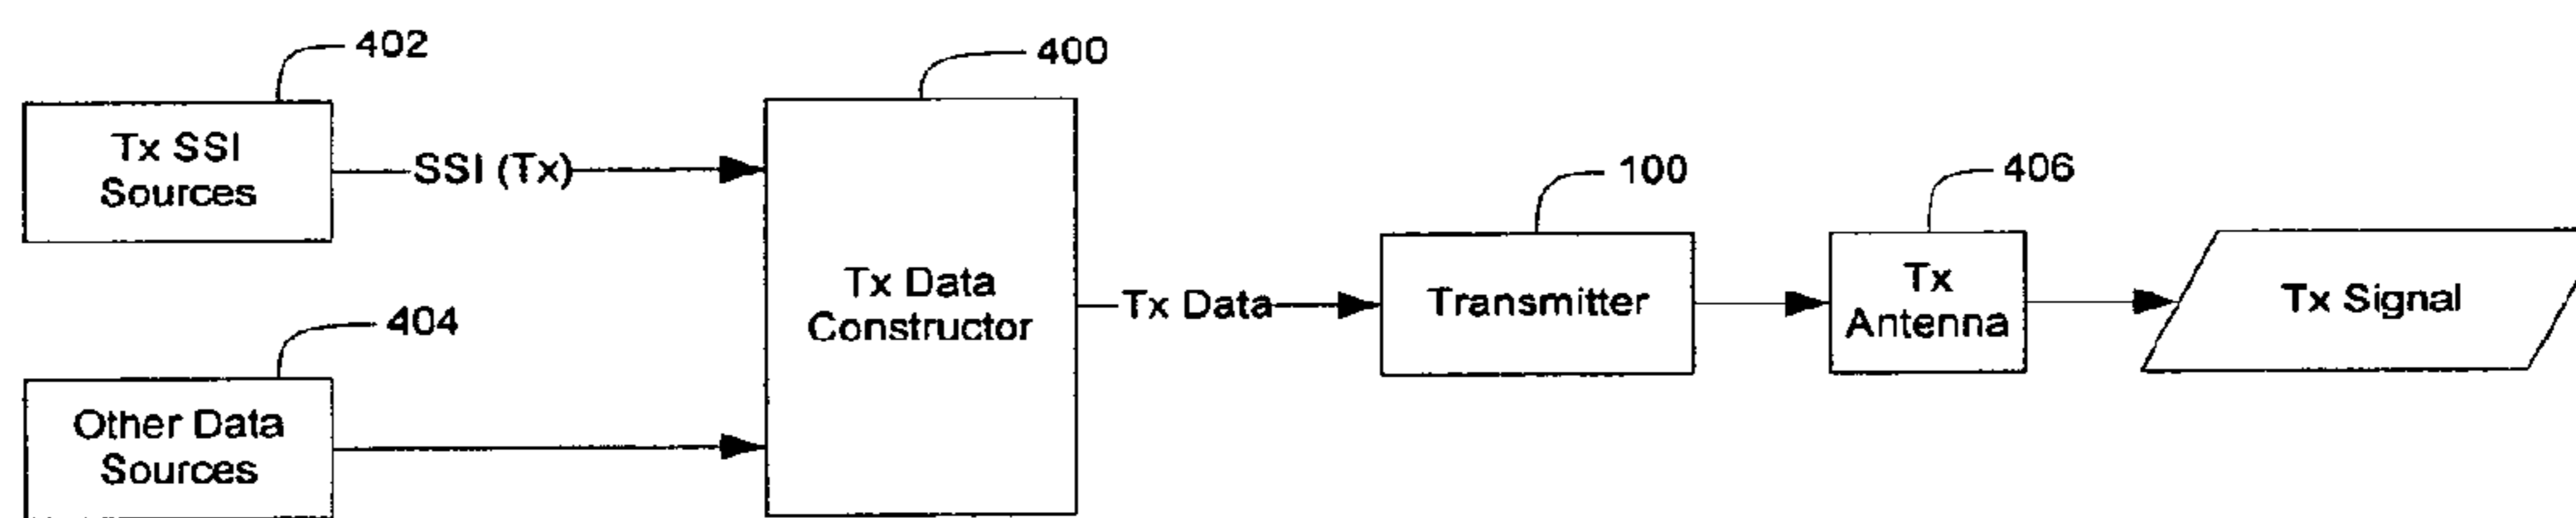 402
Tx SSI
Sources
SSI (Tx)
404
Other Data
Sources
400
Tx Data
Constructor
Tx Data
100
Transmitter
406
Tx
Antenna
Tx Signal